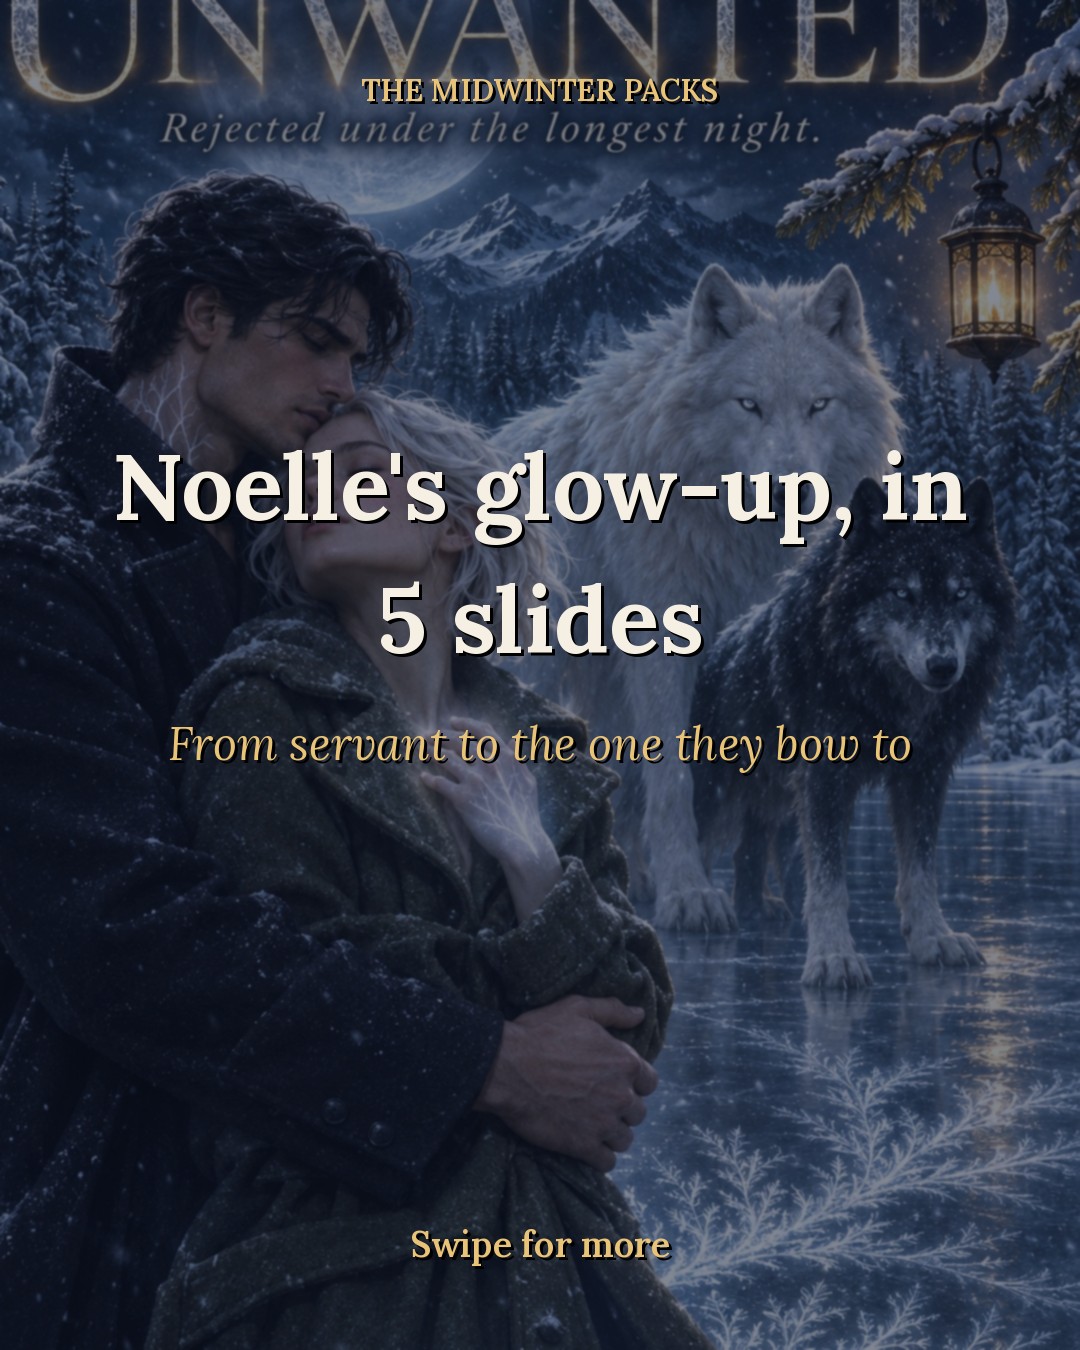 UNWANTED
THE MIDWINTER PACKS
Rejected under the longest night.
Noelle's glow-up, in
5 slides
From servant to the one they bow to
Swipe for more